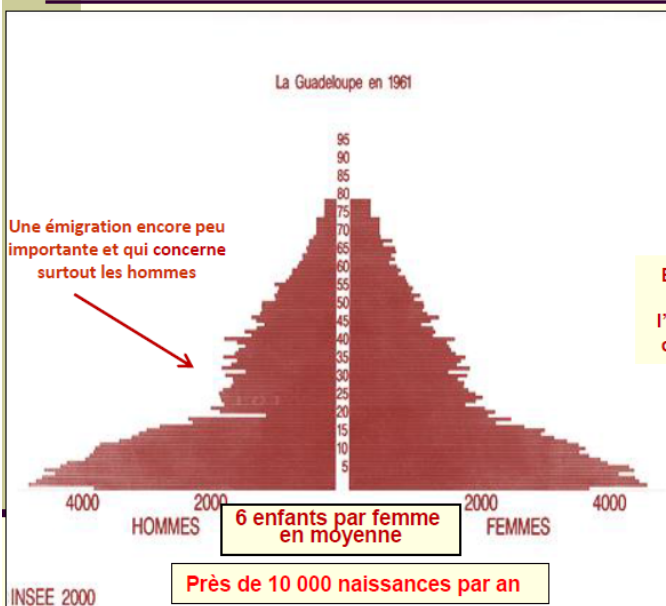 La Guadeloupe en 1961
95
90
85
80
75
70
65
60
55
50
45
40
35
30
25
20
15
10
5
Une émigration encore peu
importante et qui concerne
surtout les hommes
4000 2000 2000 4000
HOMMES FEMMES
6 enfants par femme
en moyenne
Près de 10 000 naissances par an
INSEE 2000